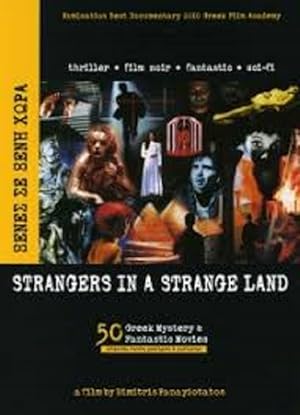 Nomination Best Documentary 2010 Greek Film Academy
thriller • film noir • fantastic • sci-fi
ΞΕΝΕΣ ΣΕ ΞΕΝΗ ΧΩΡΑ
STRANGERS IN A STRANGE LAND
50 Greek Mystery &
Fantastic Movies
a film by Dimitris Panayiotatos